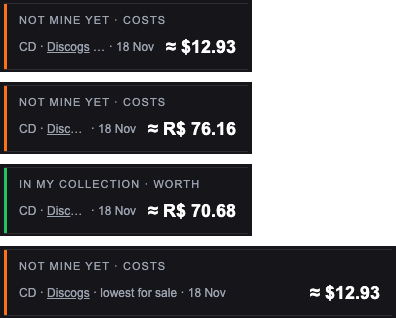 NOT MINE YET · COSTS
CD · Discogs … · 18 Nov ≈ $12.93
NOT MINE YET · COSTS
CD · Disc… · 18 Nov ≈ R$ 76.16
IN MY COLLECTION · WORTH
CD · Disc… · 18 Nov ≈ R$ 70.68
NOT MINE YET · COSTS
CD · Discogs · lowest for sale · 18 Nov ≈ $12.93